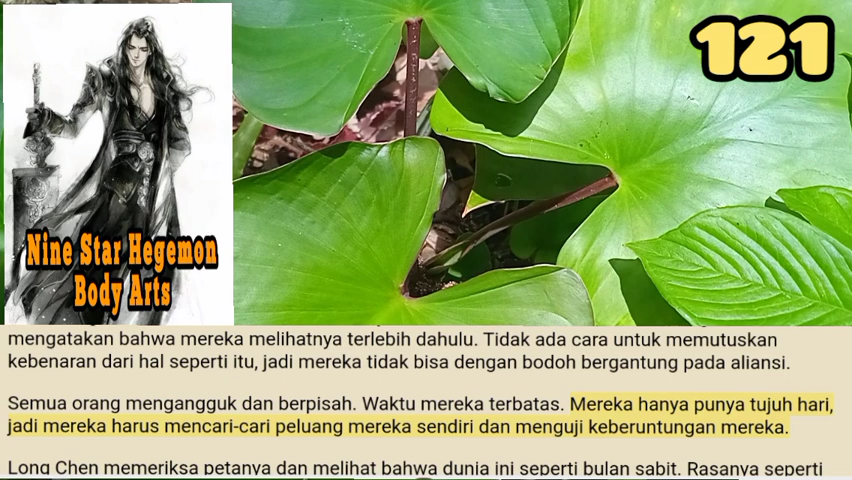 121
Nine Star Hegemon
Body Arts
mengatakan bahwa mereka melihatnya terlebih dahulu. Tidak ada cara untuk memutuskan
kebenaran dari hal seperti itu, jadi mereka tidak bisa dengan bodoh bergantung pada aliansi.
Semua orang mengangguk dan berpisah. Waktu mereka terbatas. Mereka hanya punya tujuh hari,
jadi mereka harus mencari-cari peluang mereka sendiri dan menguji keberuntungan mereka.
Long Chen memeriksa petanya dan melihat bahwa dunia ini seperti bulan sabit. Rasanya seperti